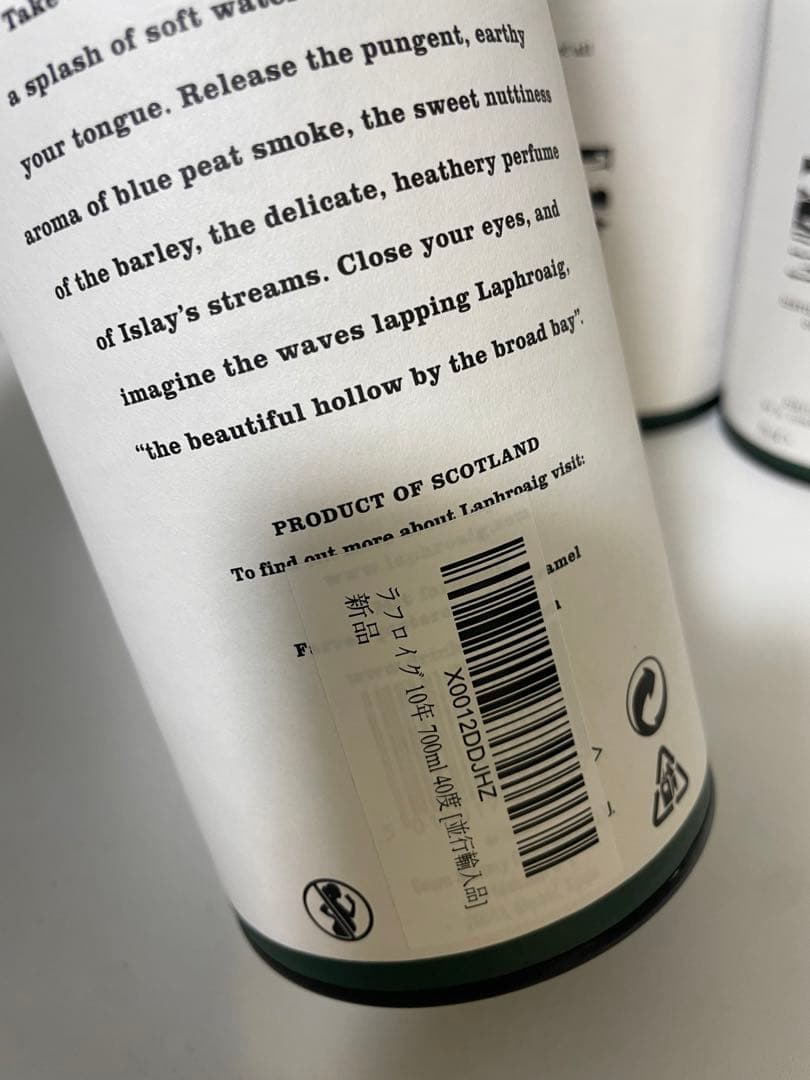 Take
a splash of soft
your tongue. Release the pungent, earthy
aroma of blue peat smoke, the sweet nuttiness
of the barley, the delicate, heathery perfume
of Islay's streams. Close your eyes, and
imagine the waves lapping Laphroaig,
“the beautiful hollow by the broad bay”.
PRODUCT OF SCOTLAND
To find out more about Laphroaig visit:
X0012DDJHZ
ラフロイグ 10年 700ml 40度 [並行輸入品]
新品